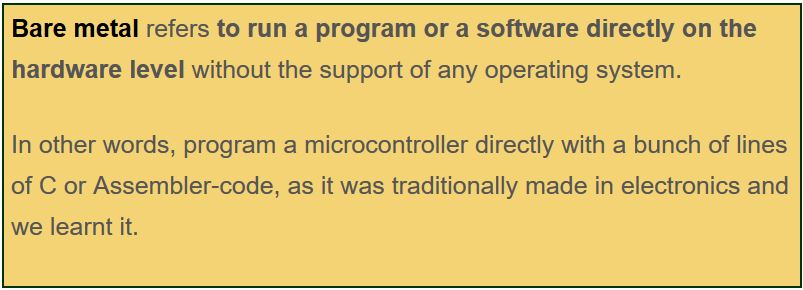 Bare metal refers to run a program or a software directly on the
hardware level without the support of any operating system.
In other words, program a microcontroller directly with a bunch of lines
of C or Assembler-code, as it was traditionally made in electronics and
we learnt it.